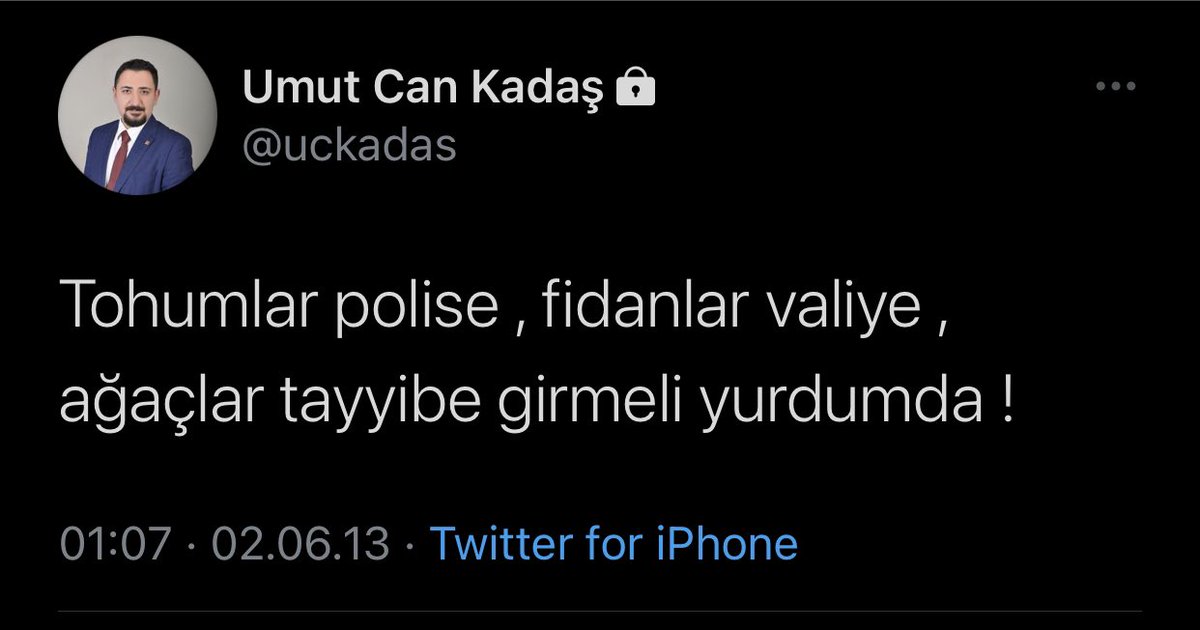 Umut Can Kadaş
@uckadas
Tohumlar polise , fidanlar valiye ,
ağaçlar tayyibe girmeli yurdumda !
01:07 · 02.06.13 · Twitter for iPhone